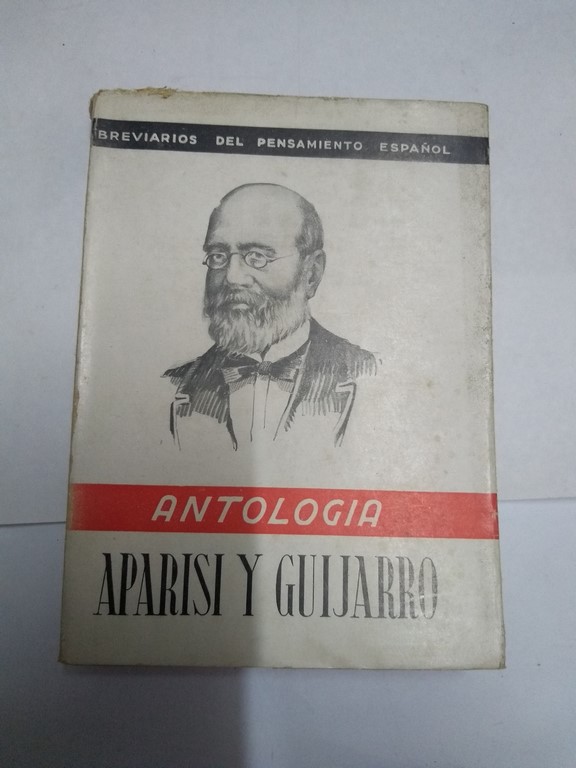 BREVIARIOS DEL PENSAMIENTO ESPAÑOL
ANTOLOGIA
APARISI Y GUIJARRO